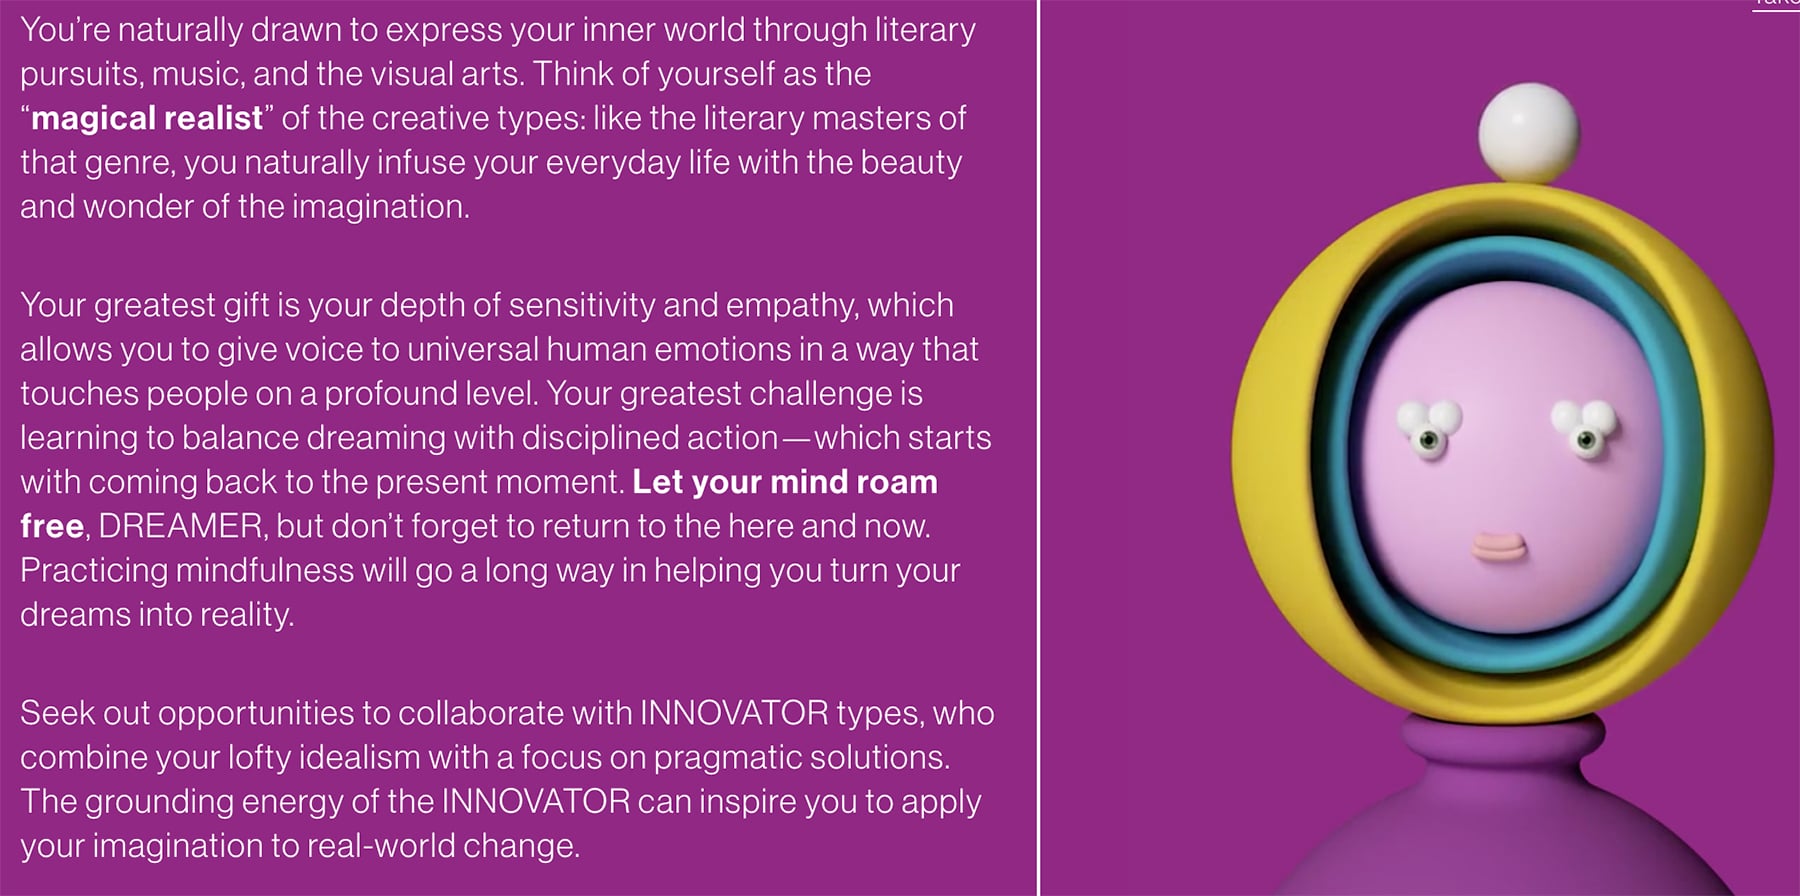 You’re naturally drawn to express your inner world through literary
pursuits, music, and the visual arts. Think of yourself as the
“magical realist” of the creative types: like the literary masters of
that genre, you naturally infuse your everyday life with the beauty
and wonder of the imagination.
Your greatest gift is your depth of sensitivity and empathy, which
allows you to give voice to universal human emotions in a way that
touches people on a profound level. Your greatest challenge is
learning to balance dreaming with disciplined action—which starts
with coming back to the present moment. Let your mind roam
free, DREAMER, but don’t forget to return to the here and now.
Practicing mindfulness will go a long way in helping you turn your
dreams into reality.
Seek out opportunities to collaborate with INNOVATOR types, who
combine your lofty idealism with a focus on pragmatic solutions.
The grounding energy of the INNOVATOR can inspire you to apply
your imagination to real-world change.